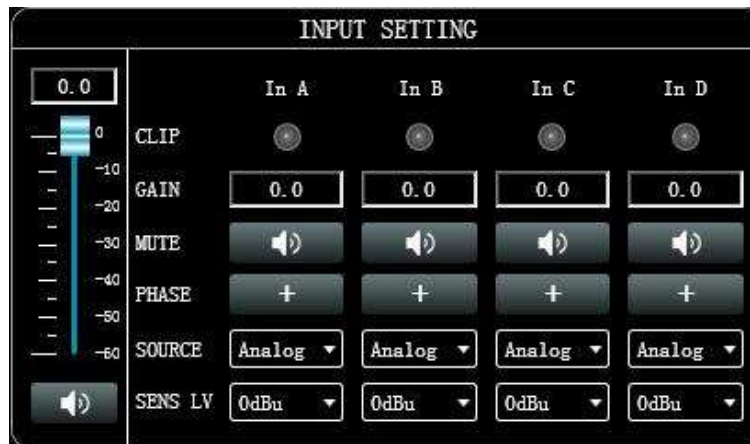 INPUT SETTING
0.0 In A In B In C In D
0 CLIP
-10
GAIN 0.0 0.0 0.0 0.0
-20
-30 MUTE
-40
PHASE + + + +
-50
-60 SOURCE Analog Analog Analog Analog
SENS LV 0dBu 0dBu 0dBu 0dBu